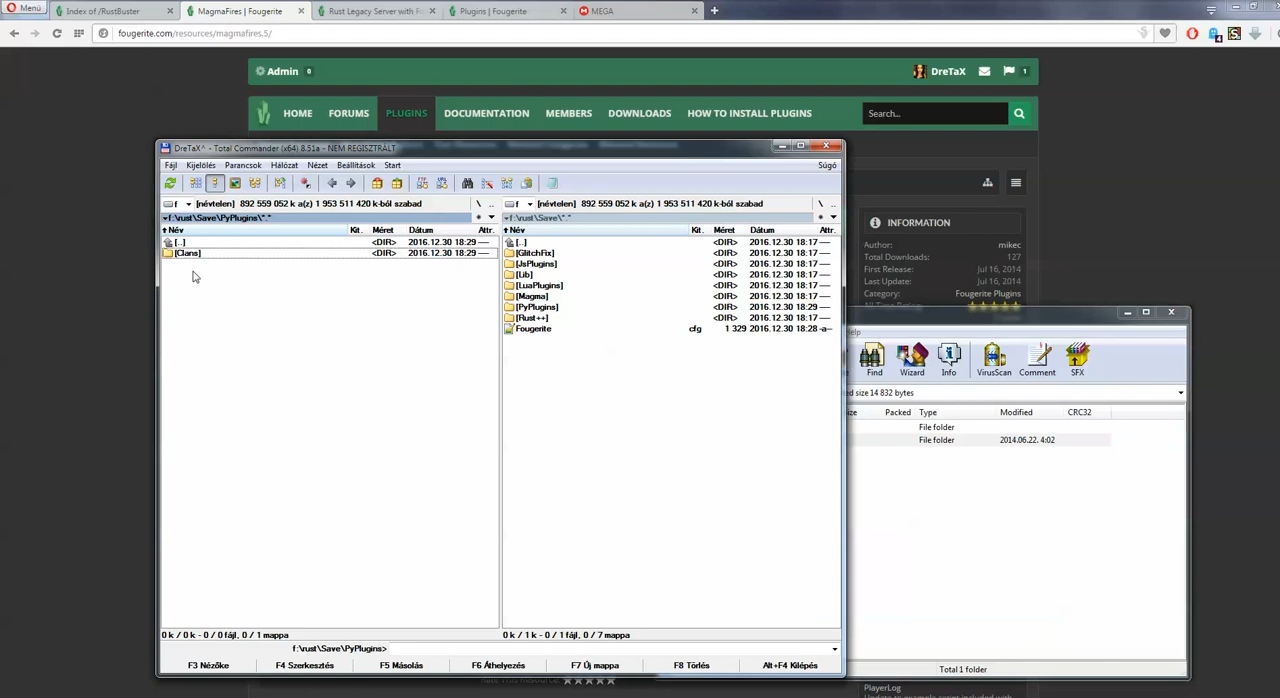 Menü
Index of /RustBuster
MagmaFires | Fougerite
Rust Legacy Server with Fo
Plugins | Fougerite
MEGA
fougerite.com/resources/magmafires.5/
4
Admin 0
DreTaX
1
HOME FORUMS PLUGINS DOCUMENTATION MEMBERS DOWNLOADS HOW TO INSTALL PLUGINS
Search...
DreTaX^ - Total Commander (x64) 8.51a - NEM REGISZTRÁLT
Fájl Kijelölés Parancsok Hálózat Nézet Beállítások Start Súgó
f [névtelen] 892 559 052 k a(z) 1 953 511 420 k-ból szabad \ ..
f [névtelen] 892 559 052 k a(z) 1 953 511 420 k-ból szabad \ ..
f:\rust\Save\PyPlugins\*.*
f:\rust\Save\*.*
Név Kit. Méret Dátum Attr.
[..] <DIR> 2016.12.30 18:29 ----
[Clans] <DIR> 2016.12.30 18:29 ----
Név Kit. Méret Dátum Attr.
[..] <DIR> 2016.12.30 18:17 ----
[GlitchFix] <DIR> 2016.12.30 18:17 ----
[JsPlugins] <DIR> 2016.12.30 18:17 ----
[Lib] <DIR> 2016.12.30 18:17 ----
[LuaPlugins] <DIR> 2016.12.30 18:17 ----
[Magma] <DIR> 2016.12.30 18:17 ----
[PyPlugins] <DIR> 2016.12.30 18:29 ----
[Rust++] <DIR> 2016.12.30 18:17 ----
Fougerite cfg 1 329 2016.12.30 18:28 -a--
0 k / 0 k - 0 / 0 fájl, 0 / 1 mappa
0 k / 1 k - 0 / 1 fájl, 0 / 7 mappa
f:\rust\Save\PyPlugins>
F3 Nézőke F4 Szerkesztés F5 Másolás F6 Áthelyezés F7 Új mappa F8 Törlés Alt+F4 Kilépés
INFORMATION
Author: mikec
Total Downloads: 127
First Release: Jul 16, 2014
Last Update: Jul 16, 2014
Category: Fougerite Plugins
Find Wizard Info VirusScan Comment SFX
size 14 832 bytes
Packed Type Modified CRC32
File folder
File folder 2014.06.22. 4:02
Total 1 folder
PlayerLog